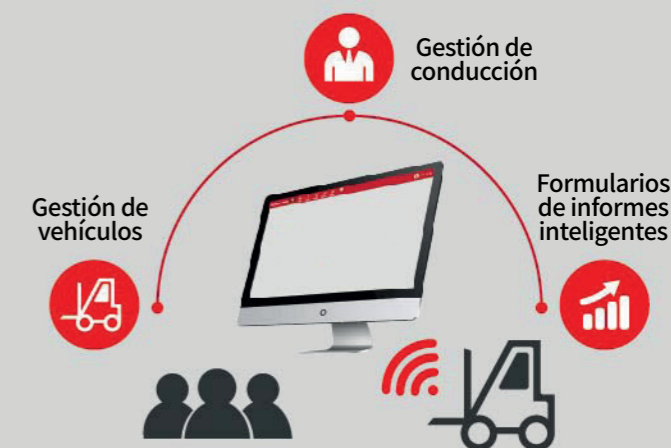 Gestión de
conducción
Gestión de
vehículos
Formularios
de informes
inteligentes